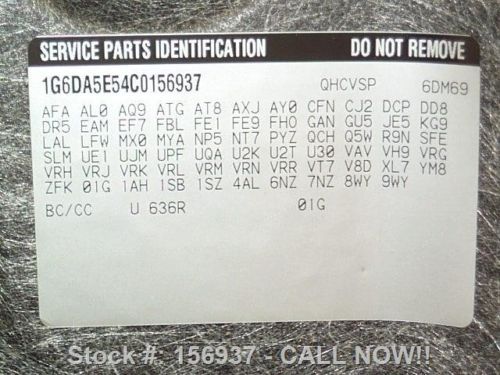 SERVICE PARTS IDENTIFICATION DO NOT REMOVE
1G6DA5E54C0156937 QHCVSP 6DM69
AFA AL0 AQ9 ATG AT8 AXJ AY0 CFN CJ2 DCP DD8
DR5 EAM EF7 FBL FE1 FE9 FH0 GAN GU5 JE5 KG9
LAL LFW MX0 MYA NP5 NT7 PYZ QCH Q5W R9N SFE
SLM UE1 UJM UPF UQA U2K U2T U30 VAV VH9 VRG
VRH VRJ VRK VRL VRM VRN VRR VT7 V8D XL7 YM8
ZFK 01G 1AH 1SB 1SZ 4AL 6NZ 7NZ 8WY 9WY
BC/CC U 636R 01G
Stock #: 156937 - CALL NOW!!